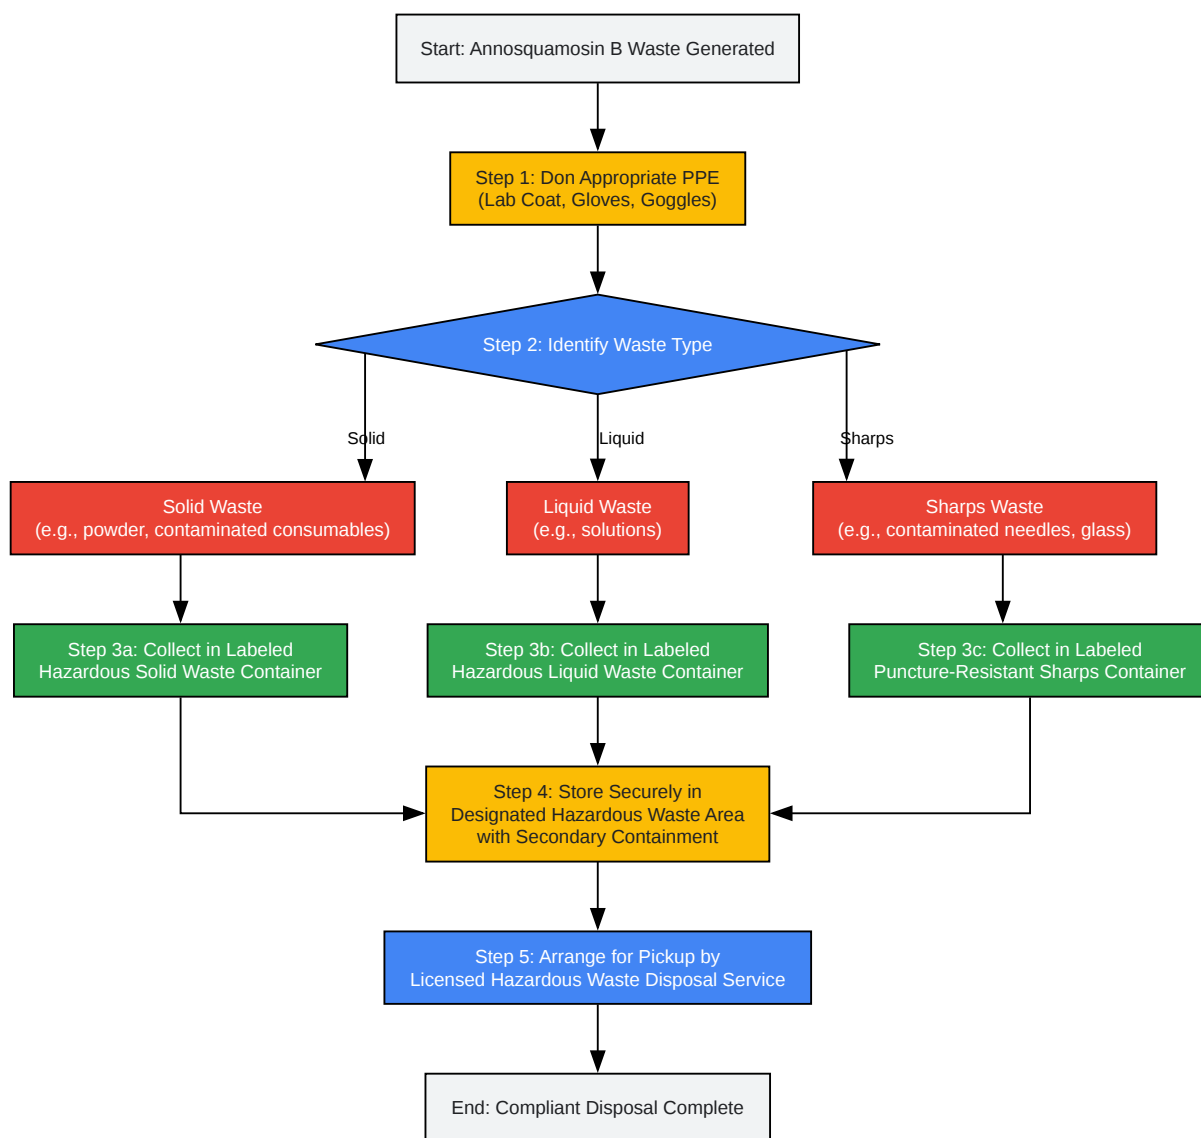 Start: Annosquamosin B Waste Generated
Step 1: Don Appropriate PPE
(Lab Coat, Gloves, Goggles)
Step 2: Identify Waste Type
Solid
Liquid
Sharps
Solid Waste
(e.g., powder, contaminated consumables)
Liquid Waste
(e.g., solutions)
Sharps Waste
(e.g., contaminated needles, glass)
Step 3a: Collect in Labeled
Hazardous Solid Waste Container
Step 3b: Collect in Labeled
Hazardous Liquid Waste Container
Step 3c: Collect in Labeled
Puncture-Resistant Sharps Container
Step 4: Store Securely in
Designated Hazardous Waste Area
with Secondary Containment
Step 5: Arrange for Pickup by
Licensed Hazardous Waste Disposal Service
End: Compliant Disposal Complete